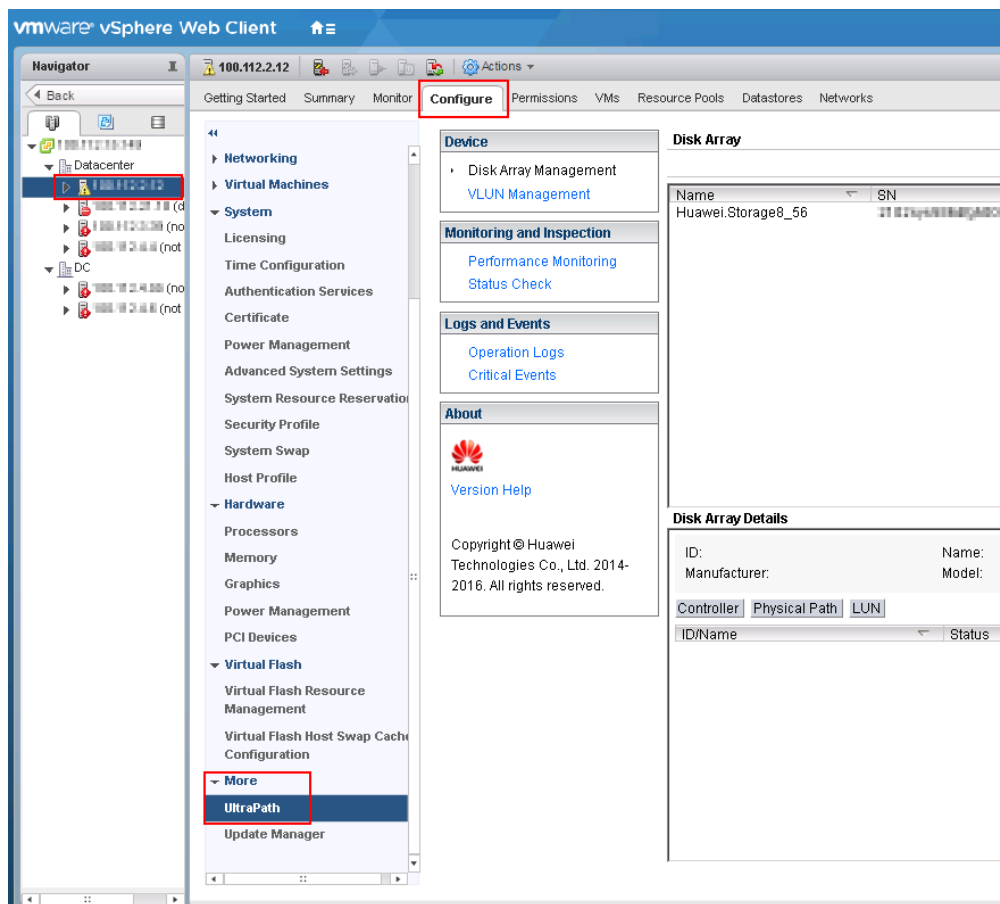 vmware® vSphere Web Client
Navigator
100.112.2.12
Actions
Back
Getting Started Summary Monitor Configure Permissions VMs Resource Pools Datastores Networks
Datacenter
(d
(no
(not
DC
(no
(not
Networking
Virtual Machines
System
Licensing
Time Configuration
Authentication Services
Certificate
Power Management
Advanced System Settings
System Resource Reservatio
Security Profile
System Swap
Host Profile
Hardware
Processors
Memory
Graphics
Power Management
PCI Devices
Virtual Flash
Virtual Flash Resource
Management
Virtual Flash Host Swap Cache
Configuration
More
UltraPath
Update Manager
Device
Disk Array Management
VLUN Management
Monitoring and Inspection
Performance Monitoring
Status Check
Logs and Events
Operation Logs
Critical Events
About
HUAWEI
Version Help
Copyright © Huawei
Technologies Co., Ltd. 2014-
2016. All rights reserved.
Disk Array
Name SN
Huawei.Storage8_56
Disk Array Details
ID: Name:
Manufacturer: Model:
Controller Physical Path LUN
ID/Name Status